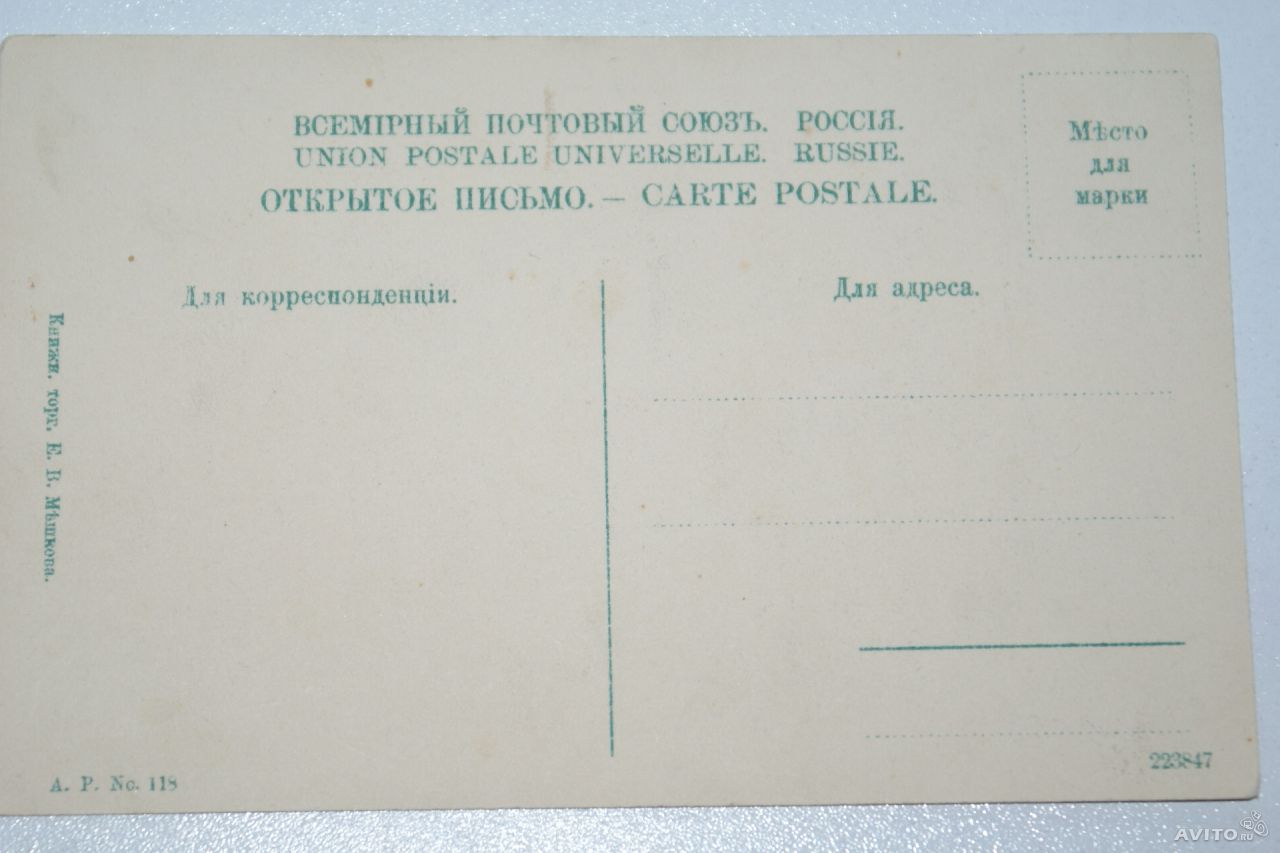 ВСЕМІРНЫЙ ПОЧТОВЫЙ СОЮЗЪ. РОССІЯ.
UNION POSTALE UNIVERSELLE. RUSSIE.
ОТКРЫТОЕ ПИСЬМО. — CARTE POSTALE.
Мѣсто
для
марки
Для корреспонденціи.
Для адреса.
Книжн. торг. Е. В. Мѣшкова.
A. P. No. 118
223847
AVITO.RU